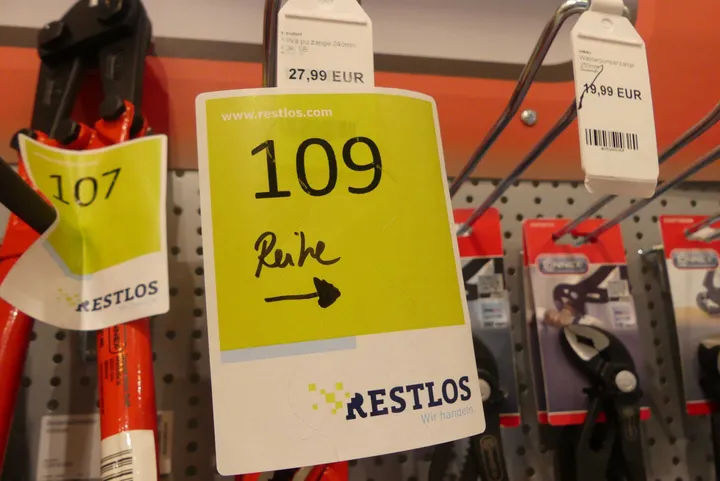 27,99 EUR
19,99 EUR
www.restlos.com
109
Reihe
RESTLOS
Wir handeln.
107
RESTLOS